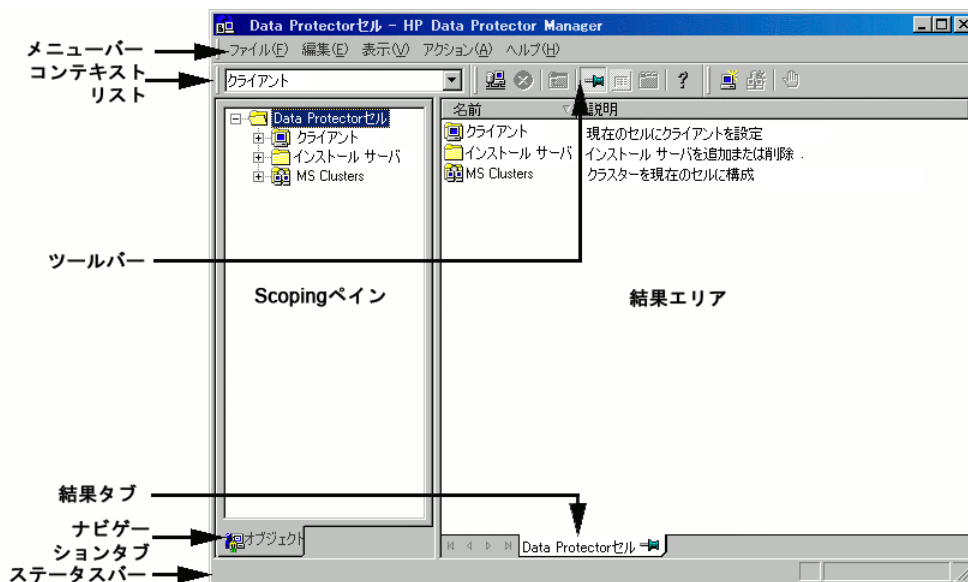 Data Protectorセル - HP Data Protector Manager
メニューバー
ファイル(F) 編集(E) 表示(V) アクション(A) ヘルプ(H)
コンテキスト
リスト
クライアント
?
Data Protectorセル
クライアント
インストール サーバ
MS Clusters
名前 説明
クライアント 現在のセルにクライアントを設定
インストール サーバ インストール サーバを追加または削除 .
MS Clusters クラスターを現在のセルに構成
ツールバー
Scopingペイン
結果エリア
結果タブ
ナビゲー
ションタブ
オブジェクト
Data Protectorセル
ステータスバー